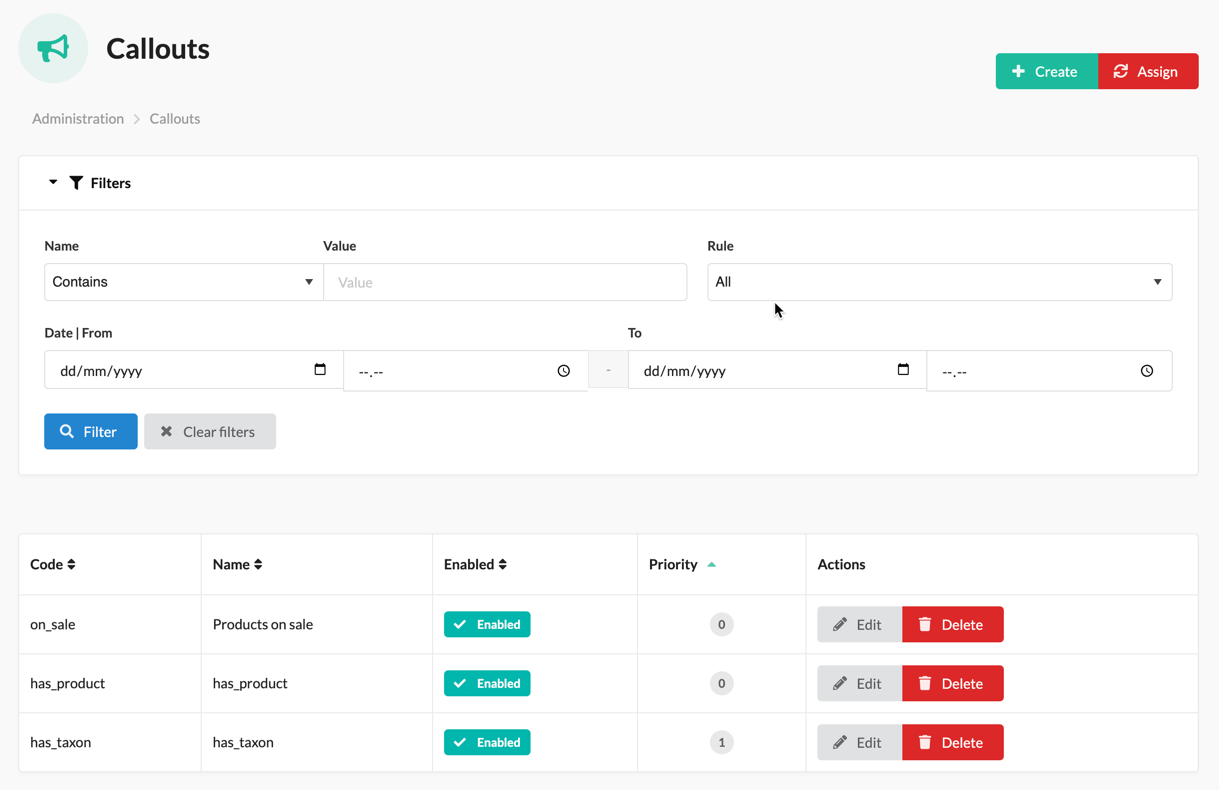 Callouts
Create Assign
Administration > Callouts
Filters
Name Value Rule
Contains Value All
Date | From To
dd/mm/yyyy --.-- - dd/mm/yyyy --.--
Filter Clear filters
Code Name Enabled Priority Actions
on_sale Products on sale Enabled 0 Edit Delete
has_product has_product Enabled 0 Edit Delete
has_taxon has_taxon Enabled 1 Edit Delete